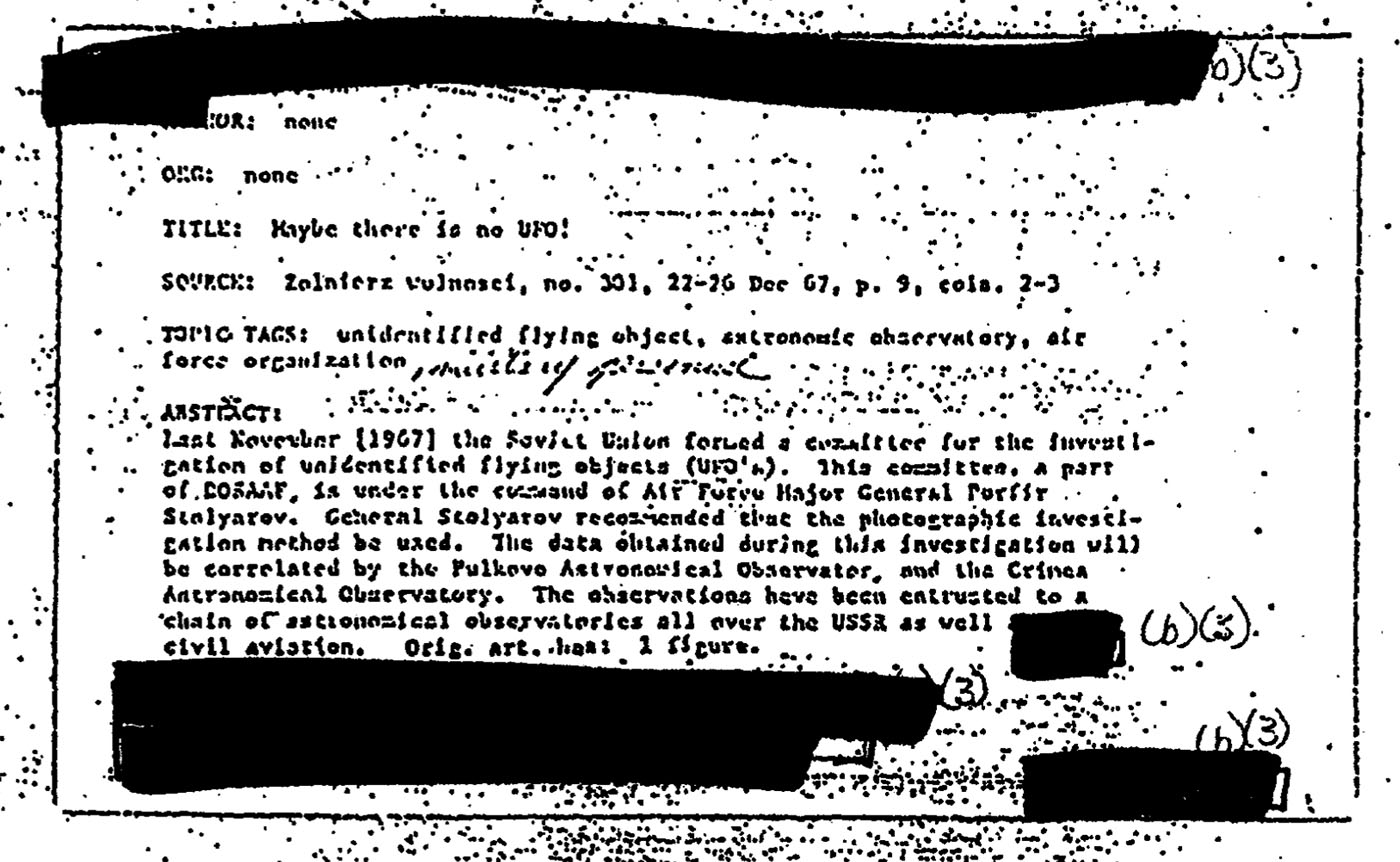 (b)(3)
none
ORG: none
TITLE: Maybe there is no UFO!
SOURCE: Zolnierz wolnosci, no. 301, 22-26 Dec 67, p. 9, cols. 2-3
TOPIC TAGS: unidentified flying object, astronomic observatory, air
force organization,
ABSTRACT:
Last November [1967] the Soviet Union formed a committee for the investi-
gation of unidentified flying objects (UFO's). This committee, a part
of DOSAAF, is under the command of Air Force Major General Porfir
Stolyarov. General Stolyarov recommended that the photographic investi-
gation method be used. The data obtained during this investigation will
be correlated by the Pulkovo Astronomical Observator, and the Crimea
Astronomical Observatory. The observations have been entrusted to a
chain of astronomical observatories all over the USSR as well
civil aviation. Orig. art. has: 1 figure.
(b)(3)
(3)
(b)(3)